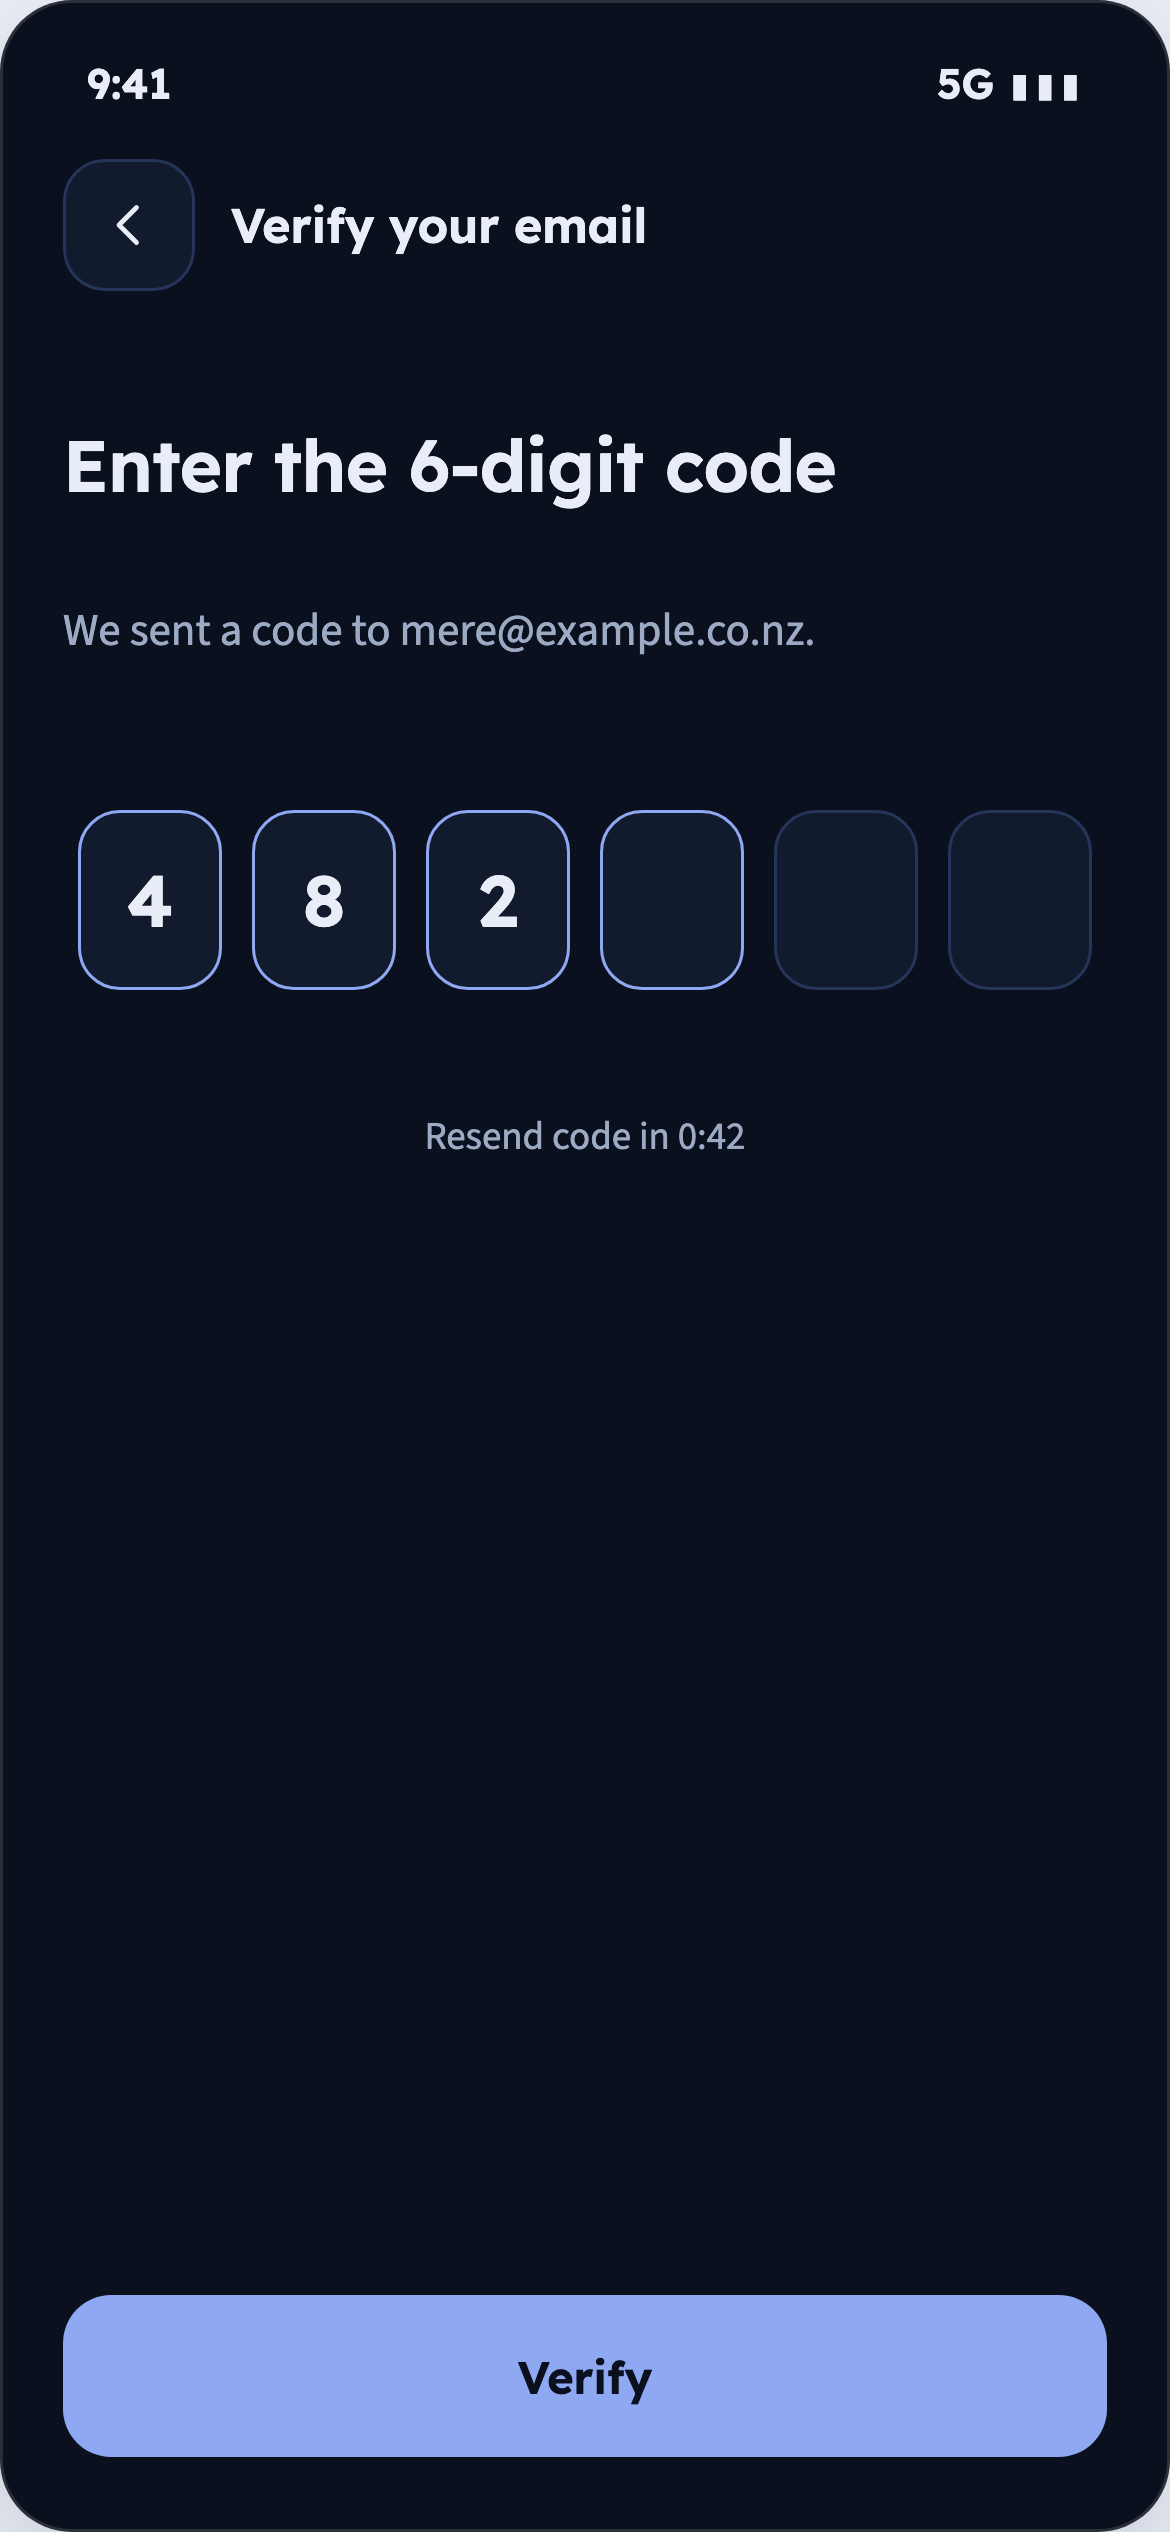 9:41 5G
Verify your email
Enter the 6-digit code
We sent a code to mere@example.co.nz.
4 8 2
Resend code in 0:42
Verify